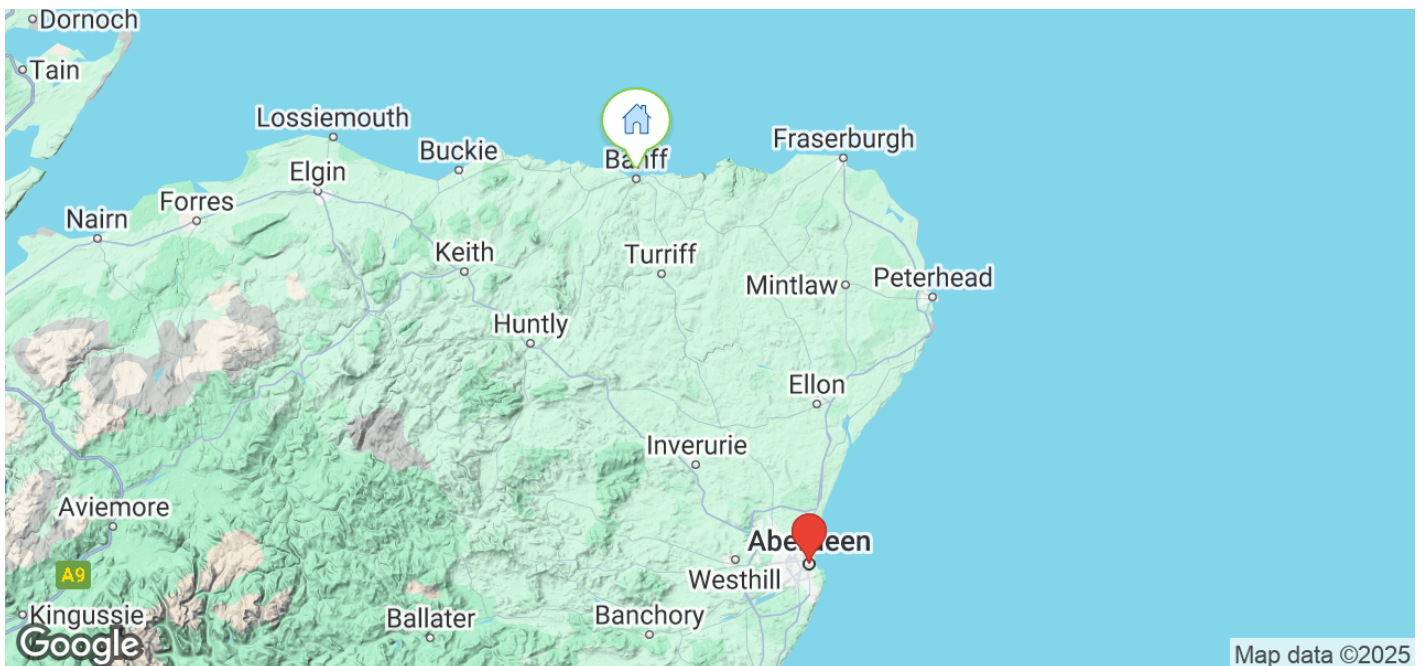 Dornoch
Tain
Lossiemouth
Fraserburgh
Buckie
Banff
Elgin
Forres
Nairn
Keith
Turriff
Mintlaw
Peterhead
Huntly
Ellon
Inverurie
Aviemore
Aberdeen
A9
Westhill
Kingussie
Ballater
Banchory
Google
Map data ©2025